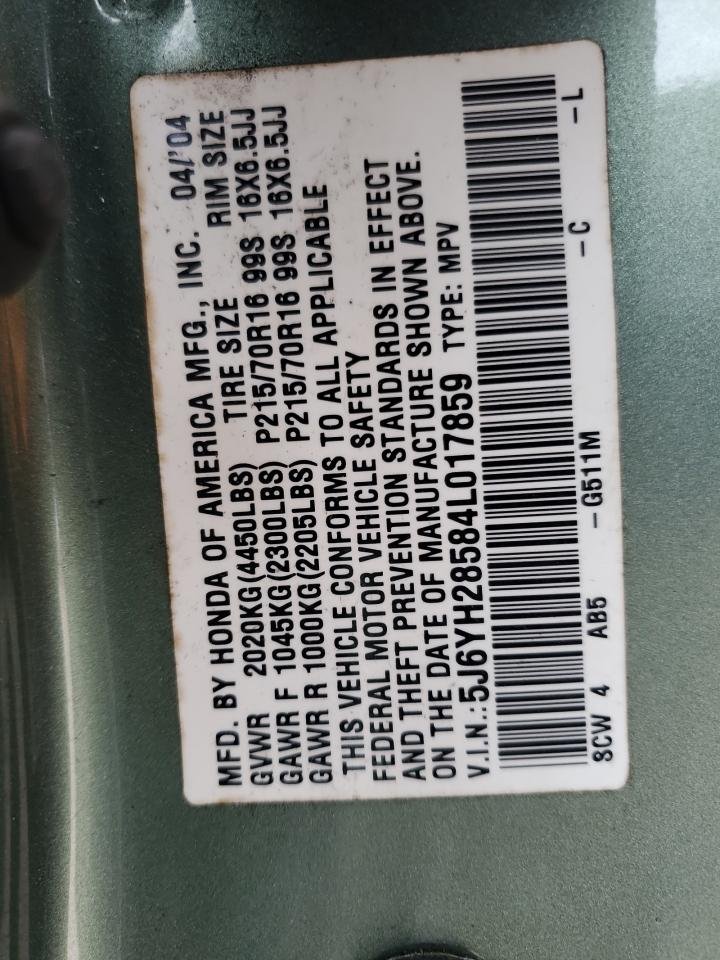 MFD. BY HONDA OF AMERICA MFG., INC. 04/'04
GVWR 2020KG(4450LBS) TIRE SIZE RIM SIZE
GAWR F 1045KG(2300LBS) P215/70R16 99S 16X6.5JJ
GAWR R 1000KG(2205LBS) P215/70R16 99S 16X6.5JJ
THIS VEHICLE CONFORMS TO ALL APPLICABLE
FEDERAL MOTOR VEHICLE SAFETY
AND THEFT PREVENTION STANDARDS IN EFFECT
ON THE DATE OF MANUFACTURE SHOWN ABOVE.
V.I.N.:5J6YH28584L017859 TYPE: MPV
SCW 4 AB5 -G511M -C -L